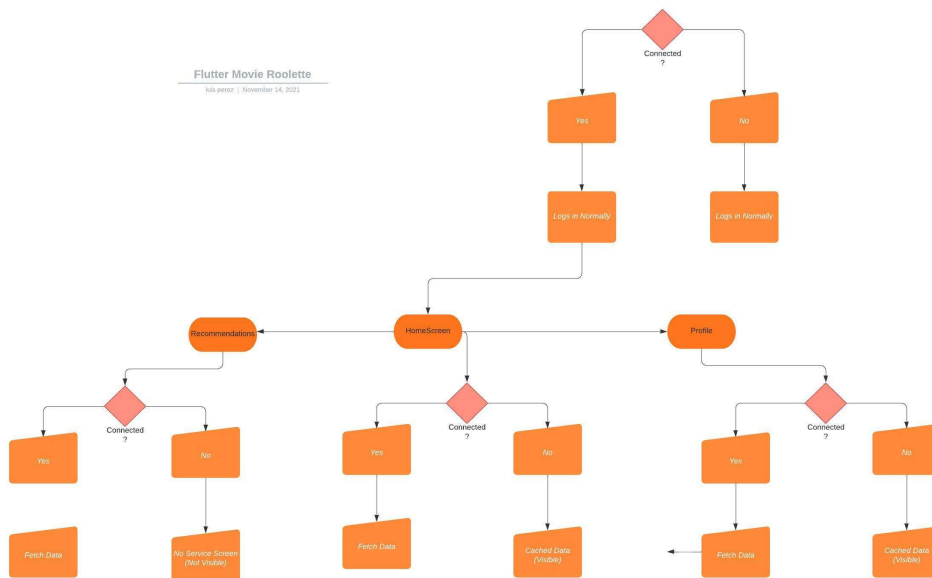 Flutter Movie Roolette
luis perez | November 14, 2021
Connected
?
Yes
No
Logs in Normally
Logs in Normally
Recommendations
HomeScreen
Profile
Connected
?
Connected
?
Connected
?
Yes
No
Yes
No
Yes
No
Fetch Data
No Service Screen
(Not Visible)
Fetch Data
Cached Data
(Visible)
Fetch Data
Cached Data
(Visible)